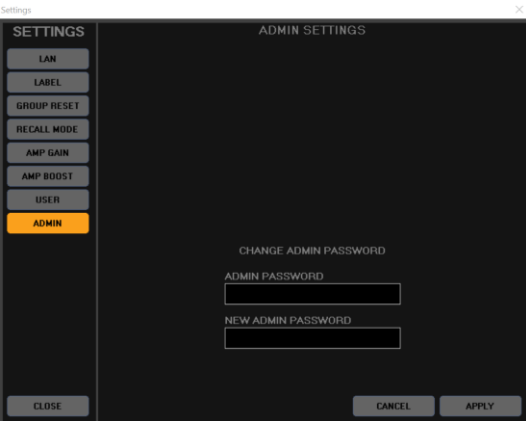 Settings
SETTINGS
LAN
LABEL
GROUP RESET
RECALL MODE
AMP GAIN
AMP BOOST
USER
ADMIN
CLOSE
ADMIN SETTINGS
CHANGE ADMIN PASSWORD
ADMIN PASSWORD
NEW ADMIN PASSWORD
CANCEL
APPLY